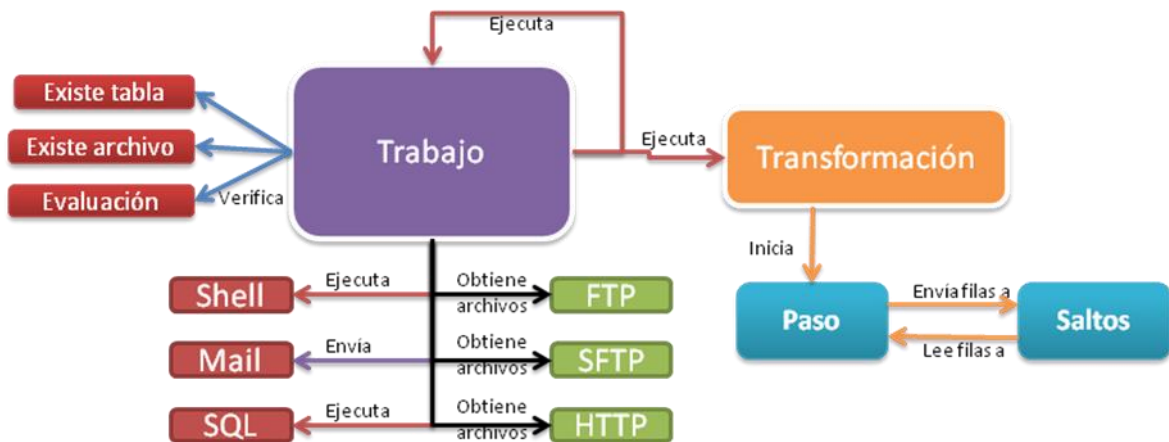 Ejecuta
Existe tabla
Existe archivo
Evaluación
Verifica
Trabajo
Ejecuta
Transformación
Inicia
Paso
Envía filas a
Lee filas a
Saltos
Shell
Ejecuta
Obtiene
archivos
FTP
Mail
Envía
Obtiene
archivos
SFTP
SQL
Ejecuta
Obtiene
archivos
HTTP